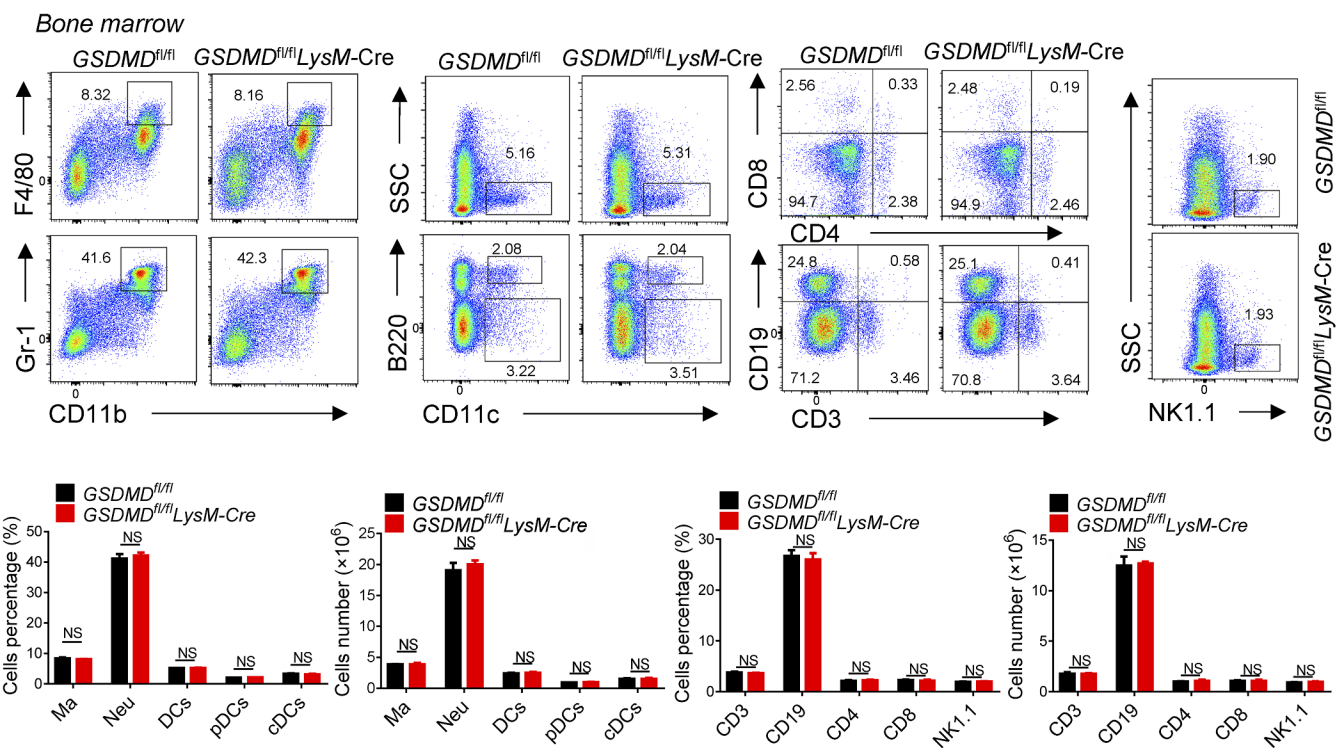 Bone marrow
GSDMDfl/fl GSDMDfl/flLysM-Cre
8.32 8.16
F4/80
0
41.6 42.3
Gr-1
0
0
CD11b
GSDMDfl/fl GSDMDfl/flLysM-Cre
SSC
5.16 5.31
2.08 2.04
B220
0
3.22 3.51
0
CD11c
GSDMDfl/fl GSDMDfl/flLysM-Cre
CD8
2.56 0.33 2.48 0.19
94.7 2.38 94.9 2.46
CD4
CD19
24.8 0.58 25.1 0.41
0
71.2 3.46 70.8 3.64
0
CD3
GSDMDfl/fl
1.90
GSDMDfl/flLysM-Cre
1.93
SSC
0
NK1.1
GSDMDfl/fl
GSDMDfl/flLysM-Cre
Cells percentage (%)
50
40
30
20
10
0
NS NS NS NS NS
Ma Neu DCs pDCs cDCs
GSDMDfl/fl
GSDMDfl/flLysM-Cre
Cells number (×106)
25
20
15
10
5
0
NS NS NS NS NS
Ma Neu DCs pDCs cDCs
GSDMDfl/fl
GSDMDfl/flLysM-Cre
Cells percentage (%)
30
20
10
0
NS NS NS NS NS
CD3 CD19 CD4 CD8 NK1.1
GSDMDfl/fl
GSDMDfl/flLysM-Cre
Cells number (×106)
15
10
5
0
NS NS NS NS NS
CD3 CD19 CD4 CD8 NK1.1